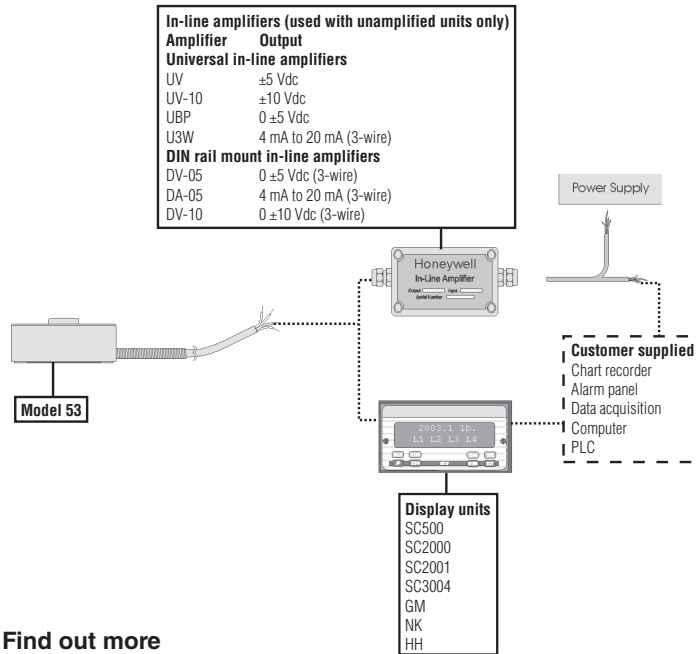 In-line amplifiers (used with unamplified units only)
Amplifier Output
Universal in-line amplifiers
UV ±5 Vdc
UV-10 ±10 Vdc
UBP 0 ±5 Vdc
U3W 4 mA to 20 mA (3-wire)
DIN rail mount in-line amplifiers
DV-05 0 ±5 Vdc (3-wire)
DA-05 4 mA to 20 mA (3-wire)
DV-10 0 ±10 Vdc (3-wire)
Power Supply
Honeywell
In-Line Amplifier
Output Input
Serial Number
Model 53
2003.1 lb.
L1 L2 L3 L4
Customer supplied
Chart recorder
Alarm panel
Data acquisition
Computer
PLC
Display units
SC500
SC2000
SC2001
SC3004
GM
NK
HH
Find out more